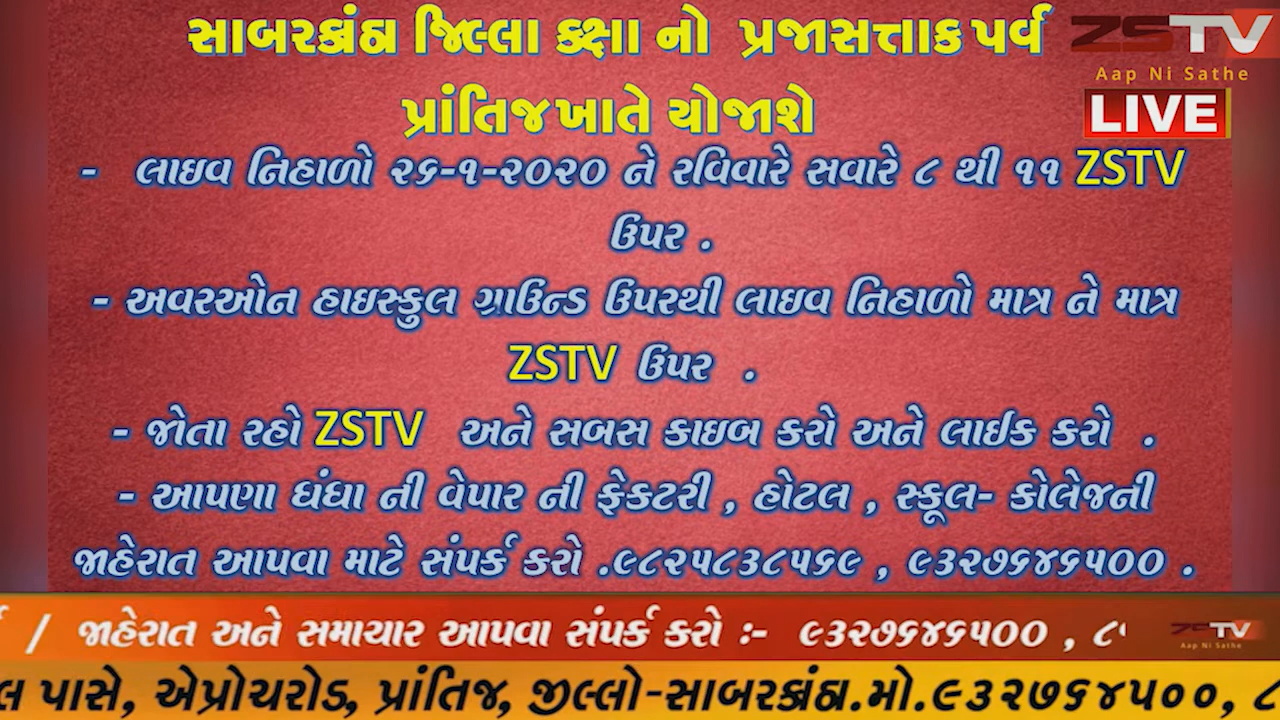 સાબરકાંઠા જિલ્લા કક્ષા નો પ્રજાસત્તાક પર્વ
ZSTV
Aap Ni Sathe
પ્રાંતિજ ખાતે યોજાશે
LIVE
- લાઇવ નિહાળો ૨૬-૧-૨૦૨૦ ને રવિવારે સવારે ૮ થી ૧૧ ZSTV
ઉપર .
- અવરઓન હાઇસ્કુલ ગ્રાઉન્ડ ઉપરથી લાઇવ નિહાળો માત્ર ને માત્ર
ZSTV ઉપર .
- જોતા રહો ZSTV અને સબસ કાઇબ કરો અને લાઈક કરો .
- આપણા ધંધા ની વેપાર ની ફેકટરી , હોટલ , સ્કૂલ- કોલેજની
જાહેરાત આપવા માટે સંપર્ક કરો .૯૮૨૫૮૩૮૫૬૯ , ૯૩૨૭૬૪૬૫૦૦ .
/ જાહેરાત અને સમાચાર આપવા સંપર્ક કરો :- ૯૩૨૭૬૪૬૫૦૦ ,
ZSTV
Aap Ni Sathe
પાસે, એપ્રોચરોડ, પ્રાંતિજ, જીલ્લો-સાબરકાંઠા.મો.૯૩૨૭૬૪૫૦૦, ૮